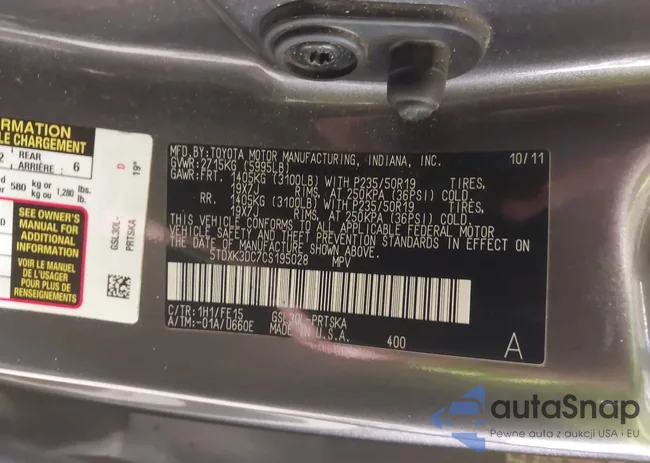 FORMATION
LE CHARGEMENT
2 REAR ARRIÈRE: 6
580 kg or/ou 1,280 lbs.
SEE OWNER'S
MANUAL FOR
ADDITIONAL
INFORMATION
VOIR LE MANUEL
DE L'USAGER
POUR PLUS DE
RENSEIGNEMENTS
D 19"
GSL30L- PRTSKA
MFD.BY:TOYOTA MOTOR MANUFACTURING, INDIANA, INC. 10/11
GVWR:2715KG (5985LB)
GAWR:FRT. 1405KG (3100LB) WITH P235/50R19 TIRES,
19X7J RIMS, AT 250KPA (36PSI) COLD.
RR. 1405KG (3100LB) WITH P235/50R19 TIRES,
19X7J RIMS, AT 250KPA (36PSI) COLD.
THIS VEHICLE CONFORMS TO ALL APPLICABLE FEDERAL MOTOR
VEHICLE SAFETY AND THEFT PREVENTION STANDARDS IN EFFECT ON
THE DATE OF MANUFACTURE SHOWN ABOVE.
5TDXK3DC7CS195028 MPV
C/TR:1H1/FE15 GSL30L-PRTSKA
A/TM:-01A/U660E MADE IN U.S.A. 400 A
autaSnap
Pewne auta z aukcji USA i EU